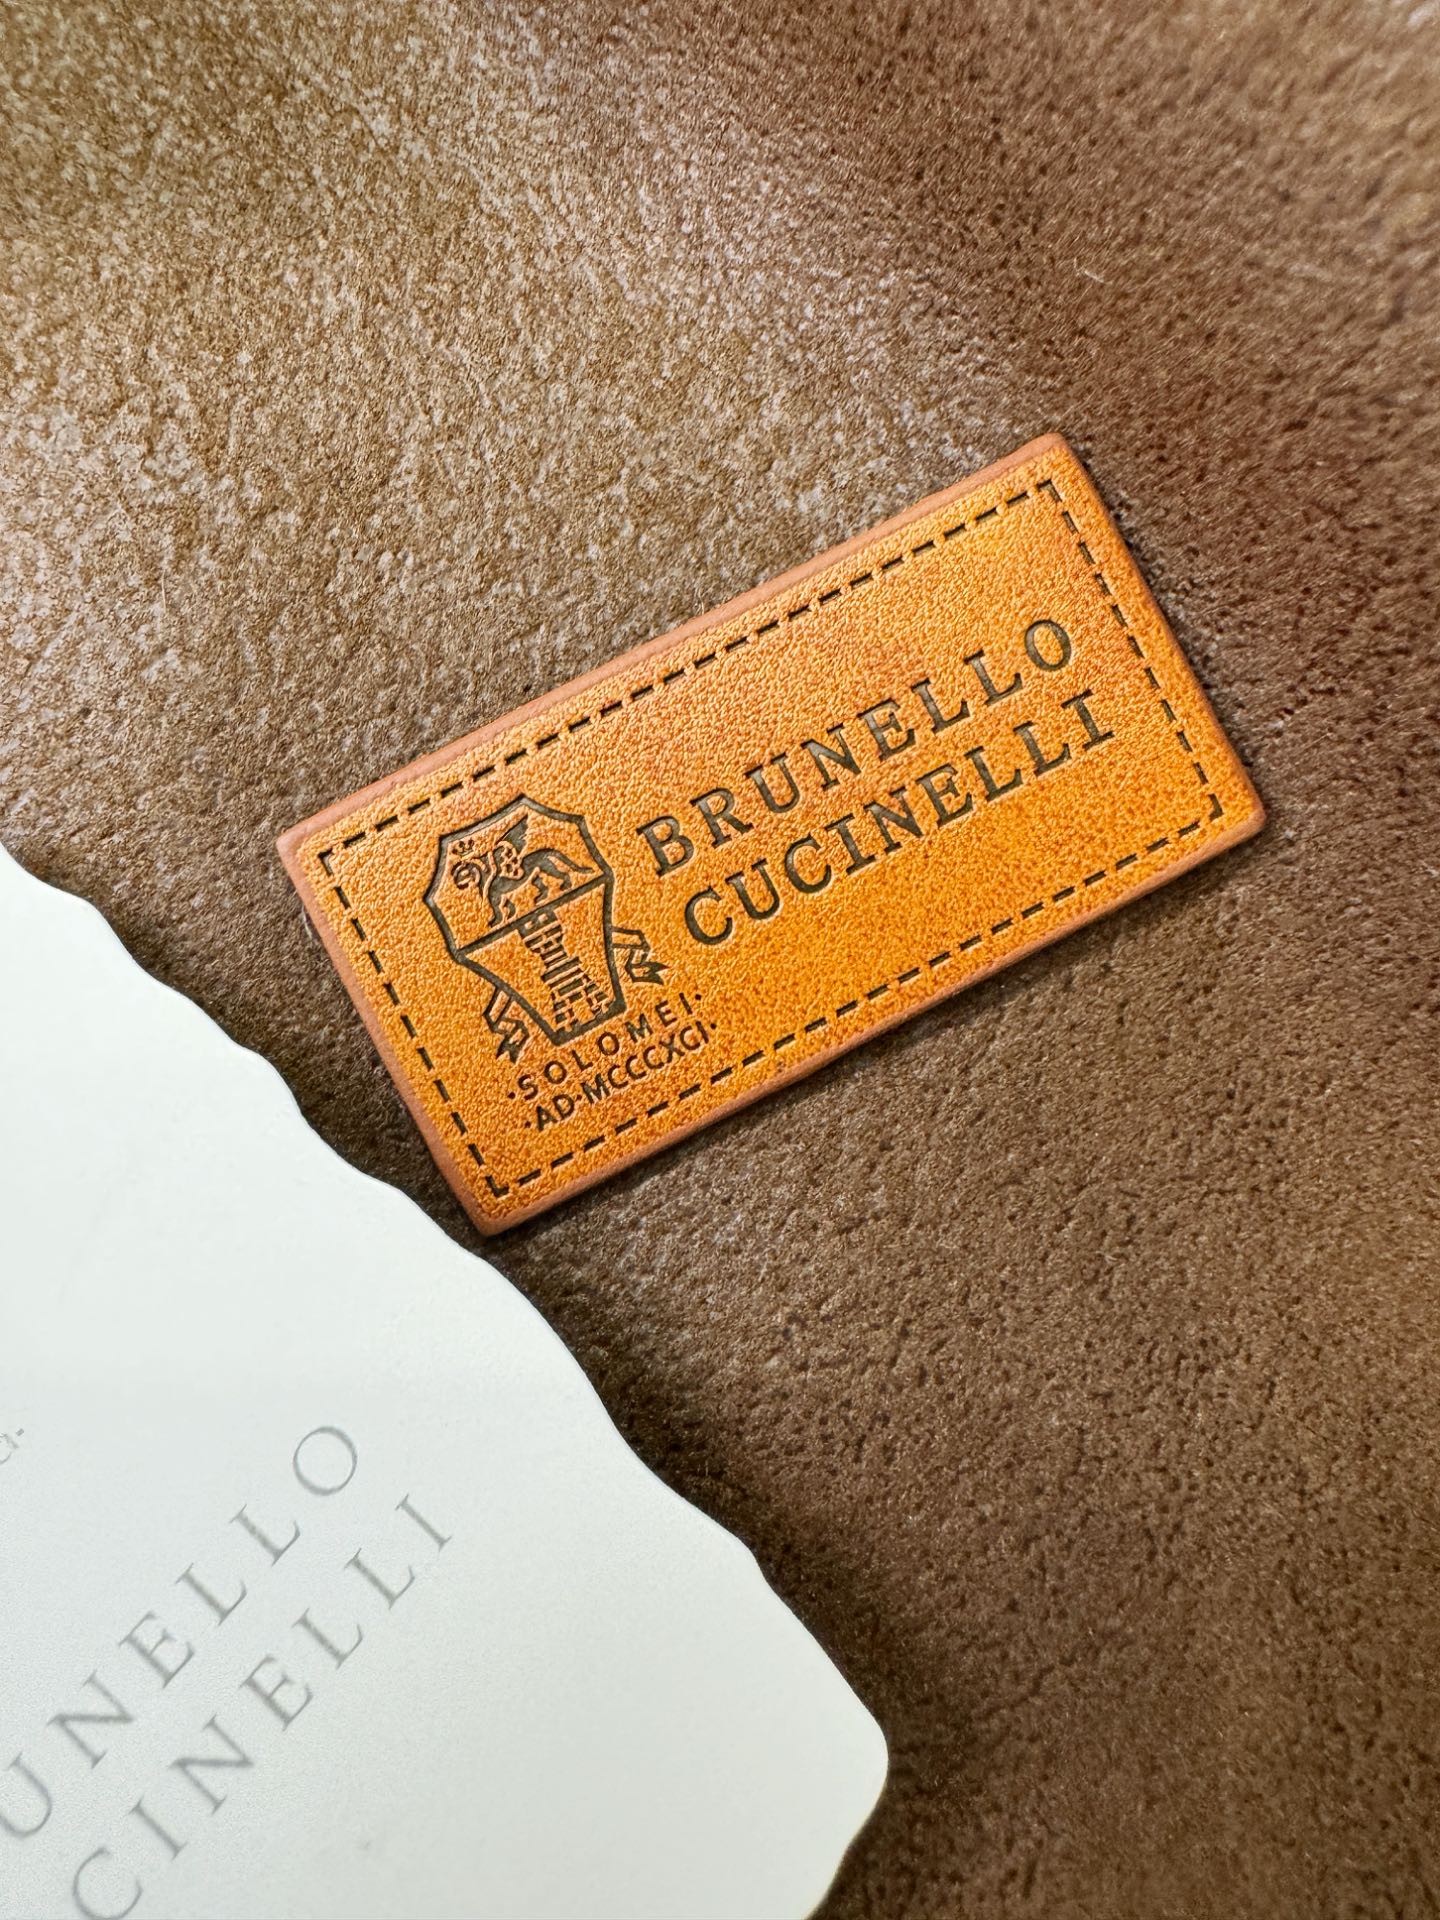 BRUNELLO
CUCINELLI
·SOLOMEI·
·AD·MCCCXCI·
G.
UNELLO
CINELLI